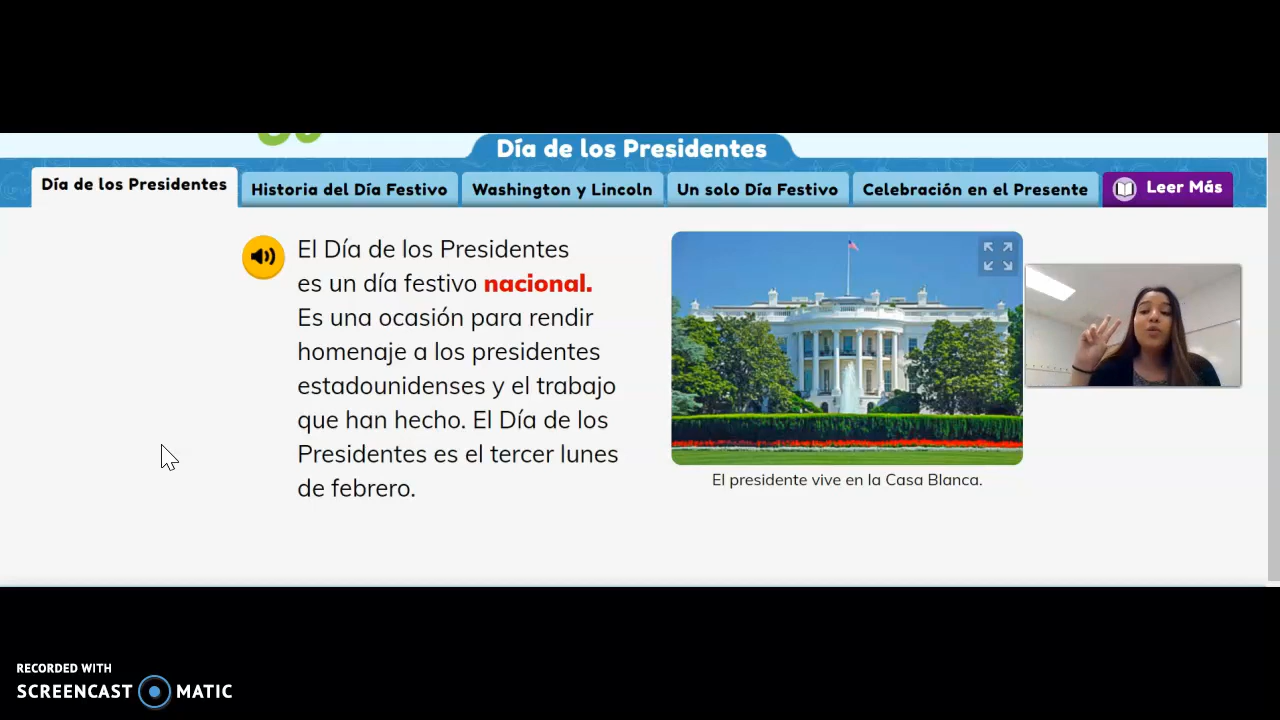 Día de los Presidentes
Día de los Presidentes
Historia del Día Festivo
Washington y Lincoln
Un solo Día Festivo
Celebración en el Presente
Leer Más
El Día de los Presidentes
es un día festivo nacional.
Es una ocasión para rendir
homenaje a los presidentes
estadounidenses y el trabajo
que han hecho. El Día de los
Presidentes es el tercer lunes
de febrero.
El presidente vive en la Casa Blanca.
RECORDED WITH
SCREENCAST MATIC